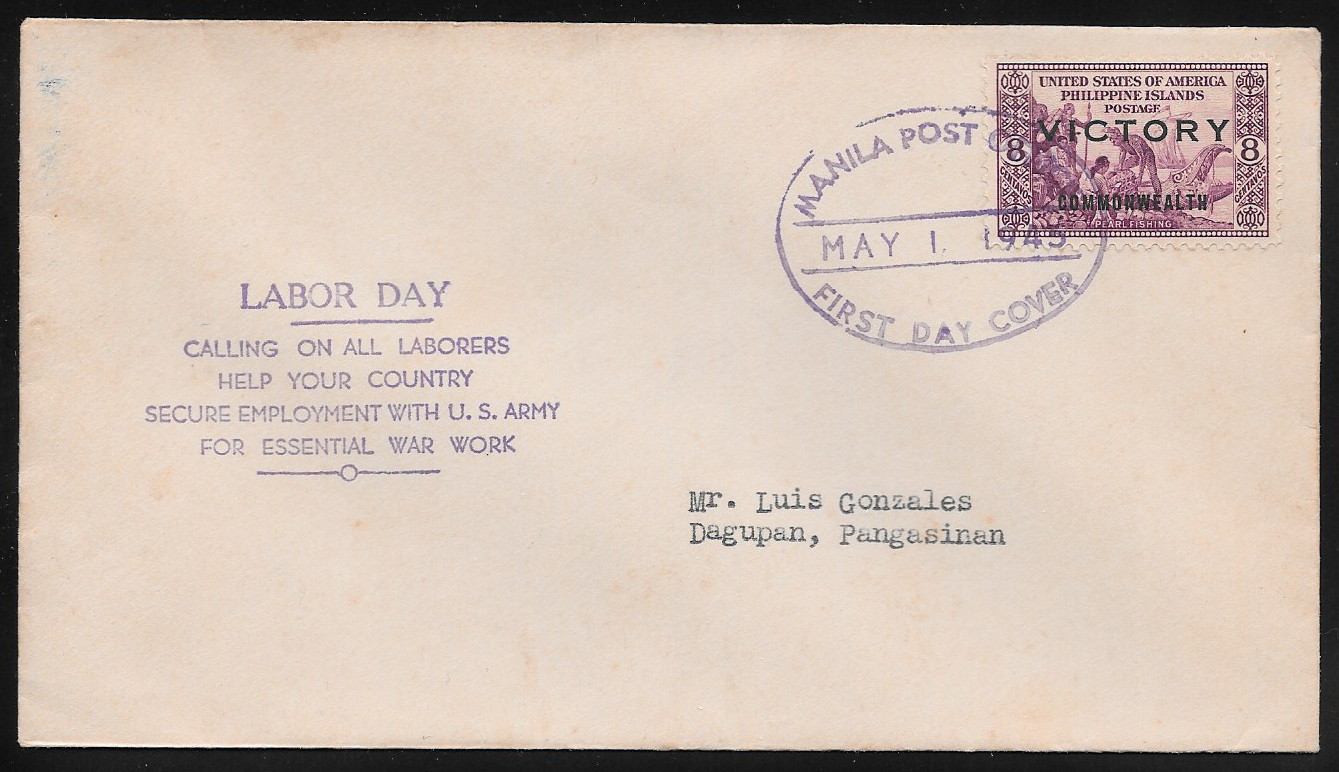 UNITED STATES OF AMERICA
PHILIPPINE ISLANDS
POSTAGE
VICTORY
8 8
CENTAVOS CENTAVOS
COMMONWEALTH
PEARL FISHING
MANILA POST
MAY 1. 1945
FIRST DAY COVER
LABOR DAY
CALLING ON ALL LABORERS
HELP YOUR COUNTRY
SECURE EMPLOYMENT WITH U. S. ARMY
FOR ESSENTIAL WAR WORK
Mr. Luis Gonzales
Dagupan, Pangasinan